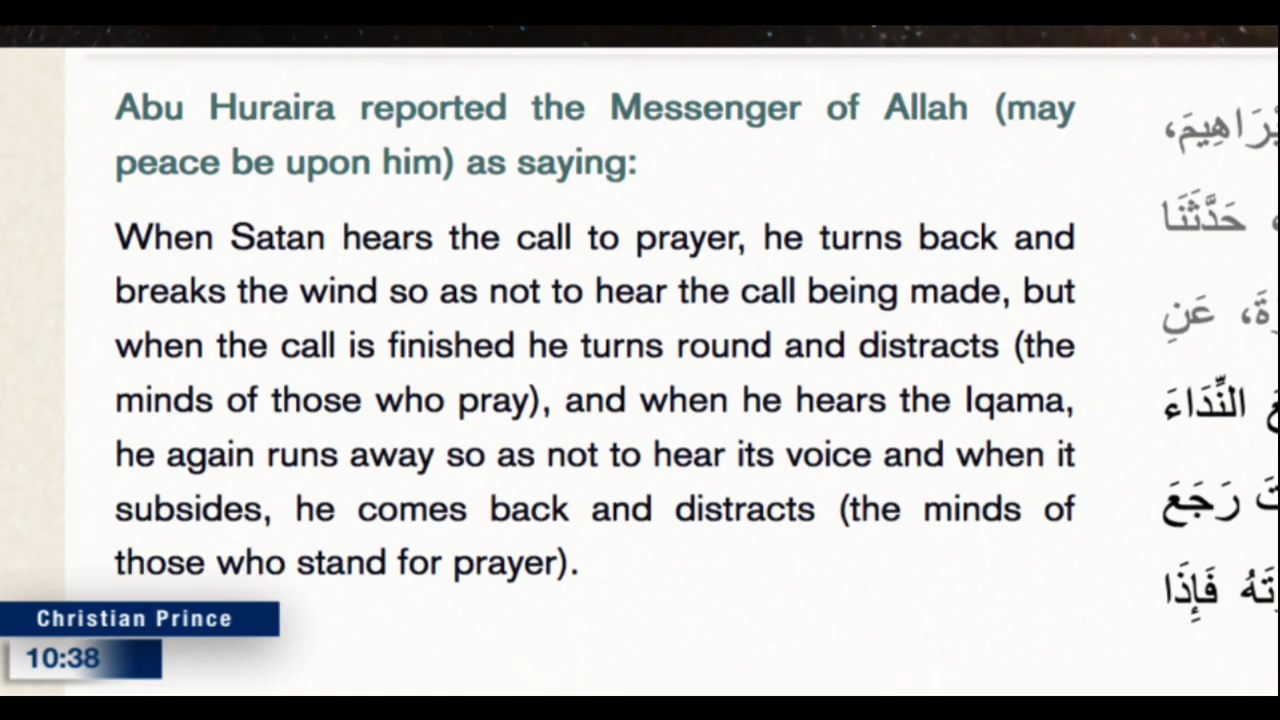 Abu Huraira reported the Messenger of Allah (may
peace be upon him) as saying:
When Satan hears the call to prayer, he turns back and
breaks the wind so as not to hear the call being made, but
when the call is finished he turns round and distracts (the
minds of those who pray), and when he hears the Iqama,
he again runs away so as not to hear its voice and when it
subsides, he comes back and distracts (the minds of
those who stand for prayer).
حَدَّثَنَا
عَنِ
النِّدَاءَ
رَجَعَ
فَإِذَا
Christian Prince
10:38